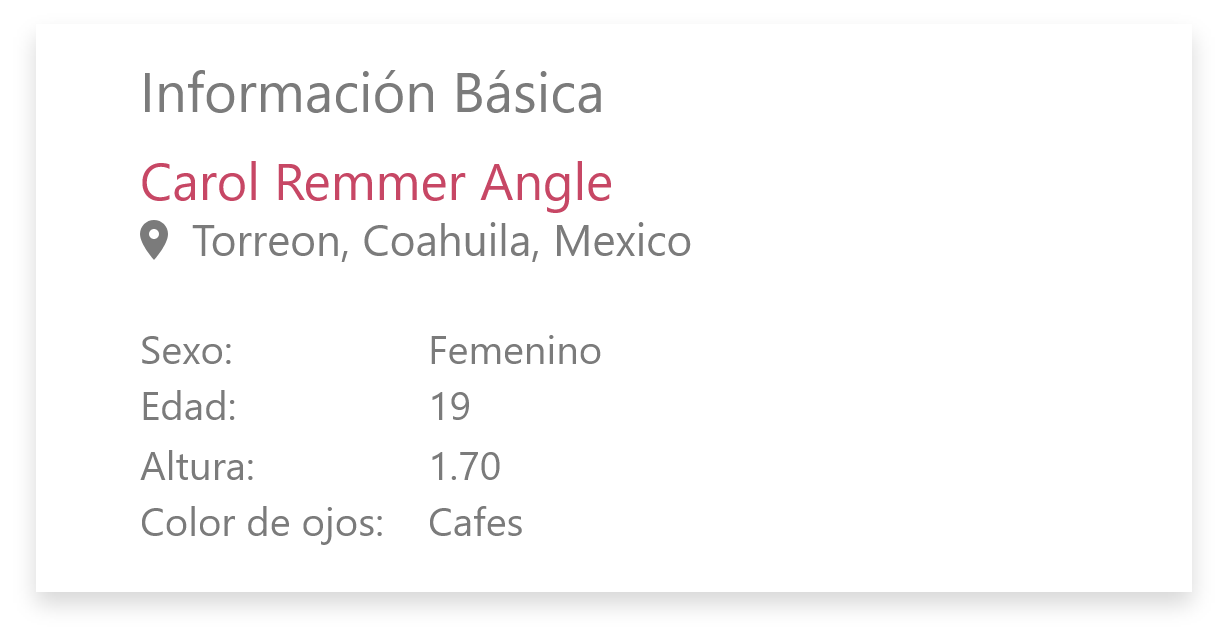 Información Básica
Carol Remmer Angle
Torreon, Coahuila, Mexico
Sexo: Femenino
Edad: 19
Altura: 1.70
Color de ojos: Cafes